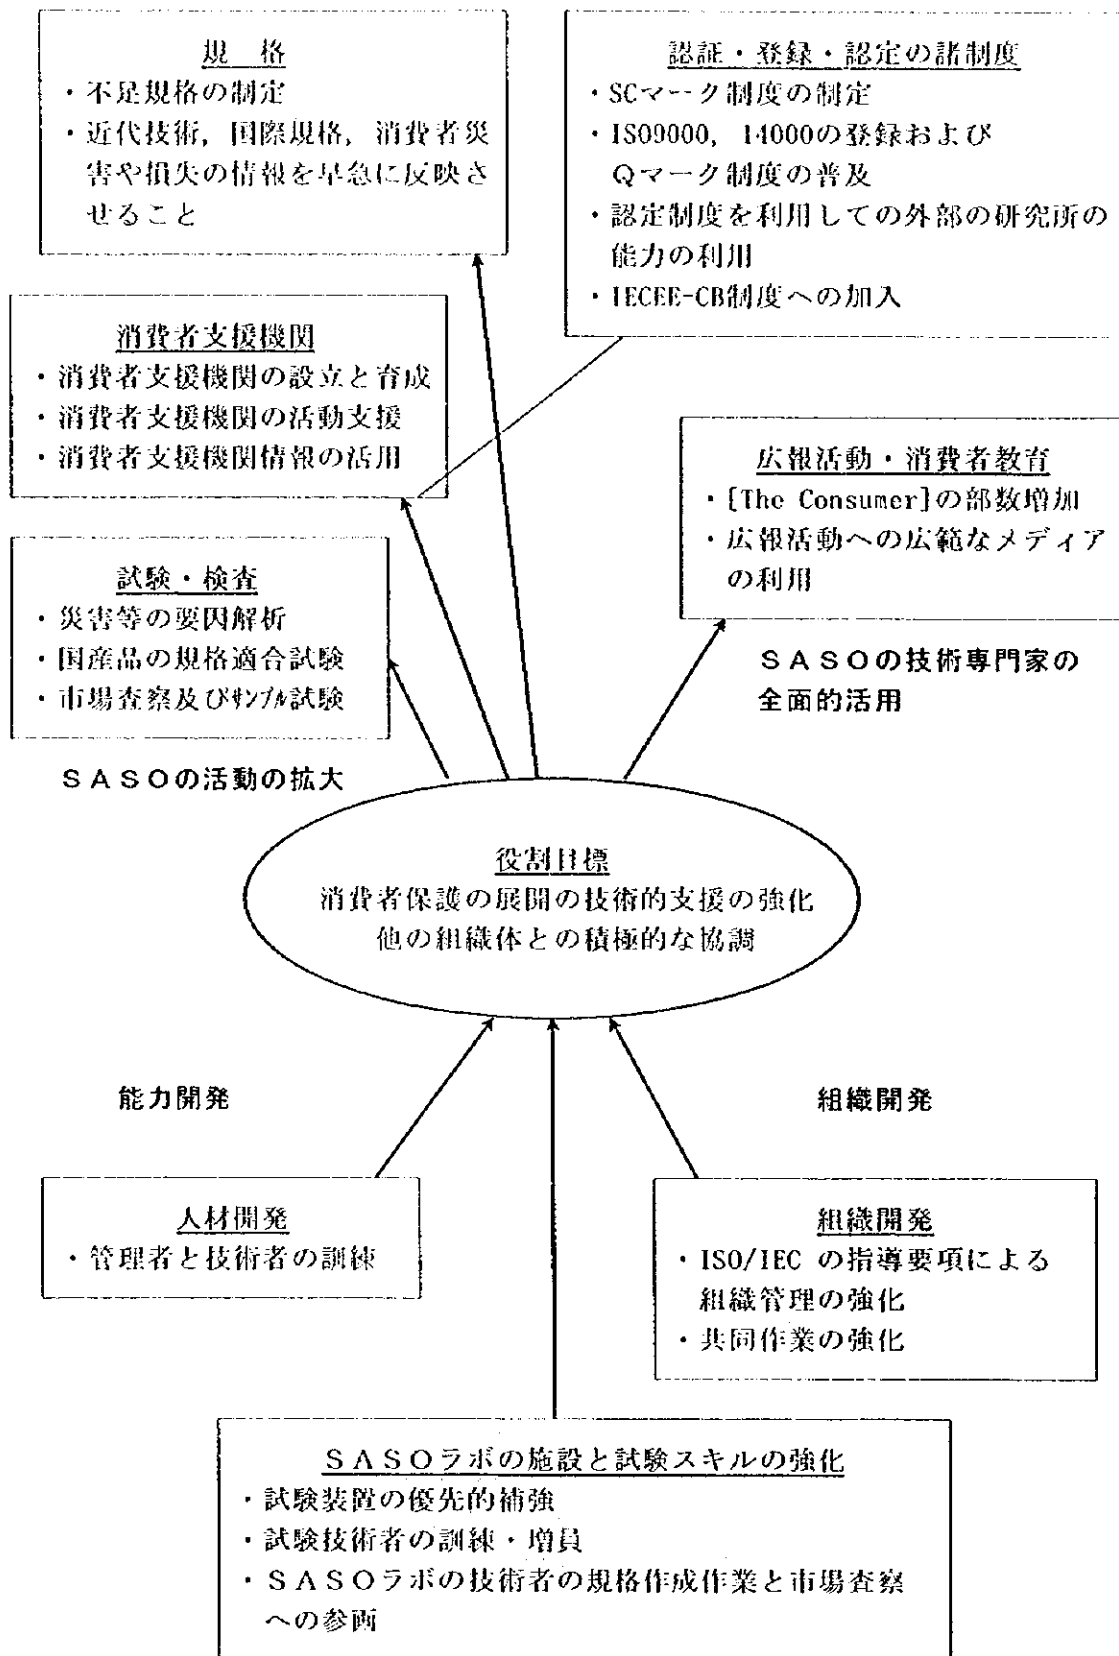 規 格
・不足規格の制定
・近代技術，国際規格，消費者災
害や損失の情報を早急に反映さ
せること
認証・登録・認定の諸制度
・SCマーク制度の制定
・ISO9000, 14000の登録および
Qマーク制度の普及
・認定制度を利用しての外部の研究所の
能力の利用
・IECEE-CB制度への加入
消費者支援機関
・消費者支援機関の設立と育成
・消費者支援機関の活動支援
・消費者支援機関情報の活用
広報活動・消費者教育
・[The Consumer]の部数増加
・広報活動への広範なメディア
の利用
試験・検査
・災害等の要因解析
・国産品の規格適合試験
・市場査察及びサンプル試験
SASOの技術専門家の
全面的活用
SASOの活動の拡大
役割目標
消費者保護の展開の技術的支援の強化
他の組織体との積極的な協調
能力開発
組織開発
人材開発
・管理者と技術者の訓練
組織開発
・ISO/IEC の指導要項による
組織管理の強化
・共同作業の強化
SASOラボの施設と試験スキルの強化
・試験装置の優先的補強
・試験技術者の訓練・増員
・SASOラボの技術者の規格作成作業と市場査察
への参画